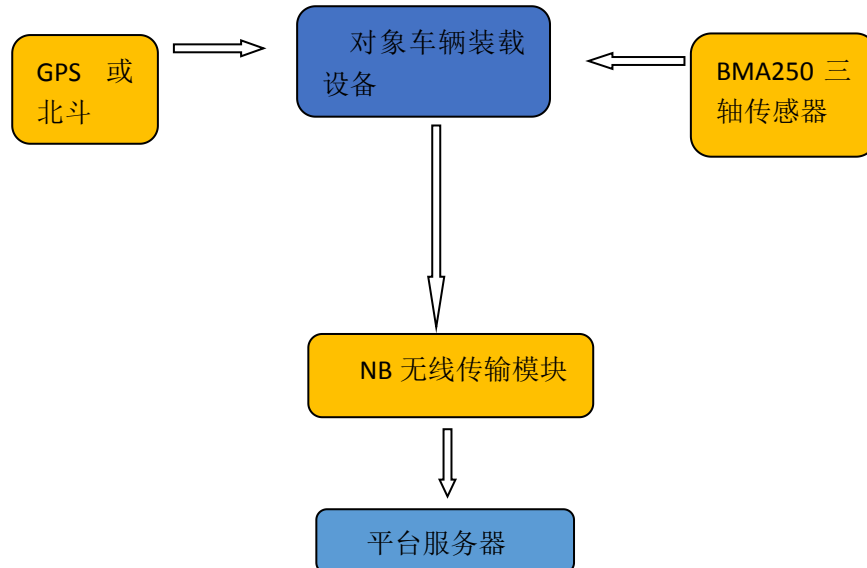 GPS 或
北斗
对象车辆装载
设备
BMA250 三
轴传感器
NB 无线传输模块
平台服务器